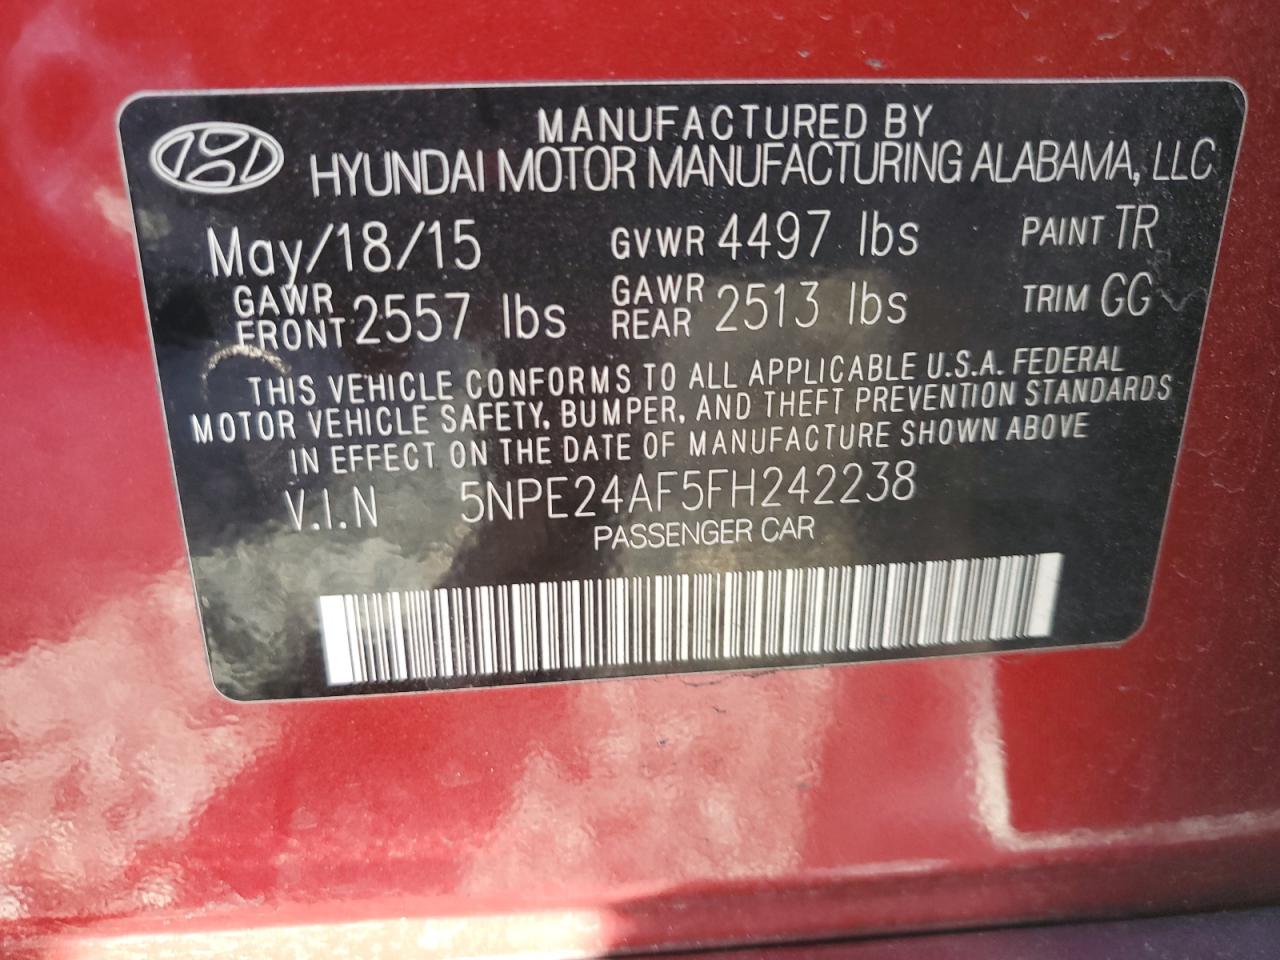 MANUFACTURED BY
HYUNDAI MOTOR MANUFACTURING ALABAMA, LLC
May/18/15 GVWR 4497 lbs PAINT TR
GAWR FRONT 2557 lbs GAWR REAR 2513 lbs TRIM GG
THIS VEHICLE CONFORMS TO ALL APPLICABLE U.S.A. FEDERAL
MOTOR VEHICLE SAFETY, BUMPER, AND THEFT PREVENTION STANDARDS
IN EFFECT ON THE DATE OF MANUFACTURE SHOWN ABOVE
V.I.N 5NPE24AF5FH242238
PASSENGER CAR